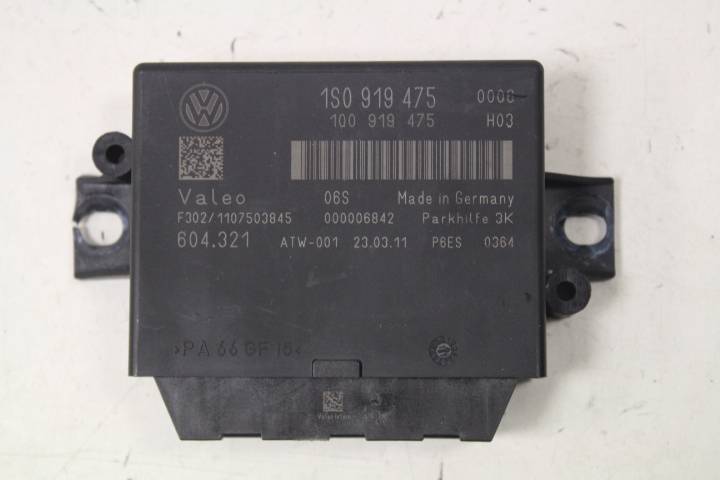 1S0 919 475 0006
1Q0 919 475 H03
Valeo 06S Made in Germany
F302/1107503845 000006842 Parkhilfe 3K
604.321 ATW-001 23.03.11 P6ES 0364
>PA 66 GF 15<